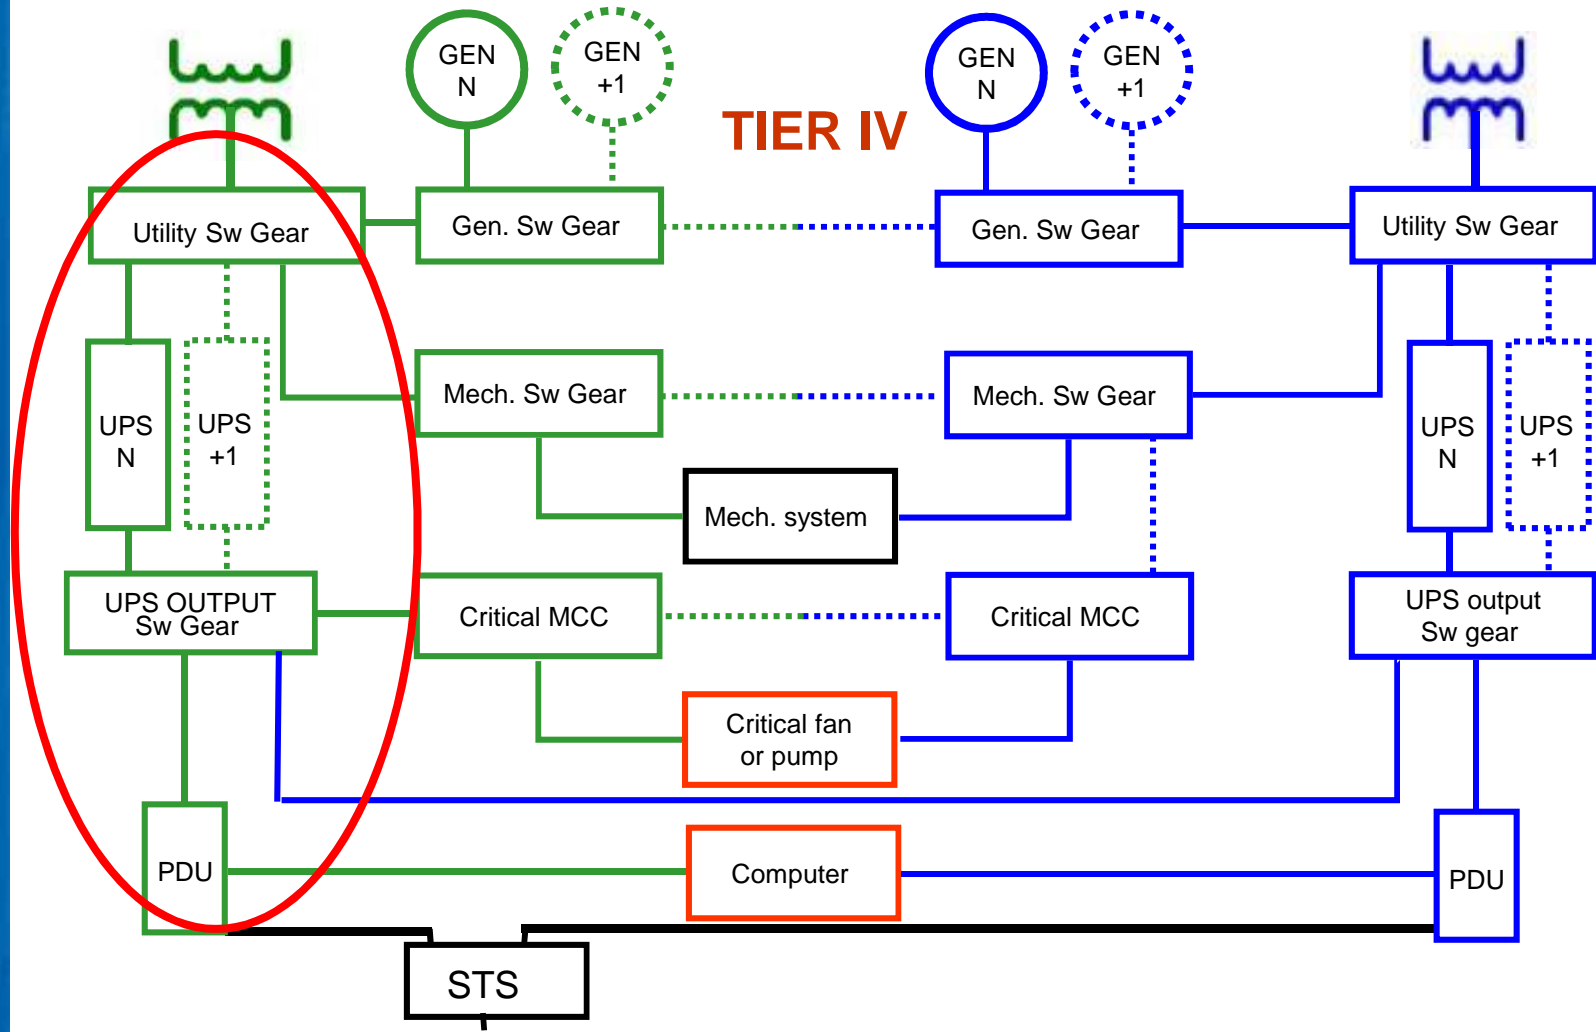 GEN
N
GEN
+1
TIER IV
GEN
N
GEN
+1
Utility Sw Gear
Gen. Sw Gear
Gen. Sw Gear
Utility Sw Gear
UPS
N
UPS
+1
Mech. Sw Gear
Mech. Sw Gear
UPS
N
UPS
+1
Mech. system
UPS OUTPUT
Sw Gear
Critical MCC
Critical MCC
UPS output
Sw gear
Critical fan
or pump
PDU
Computer
PDU
STS